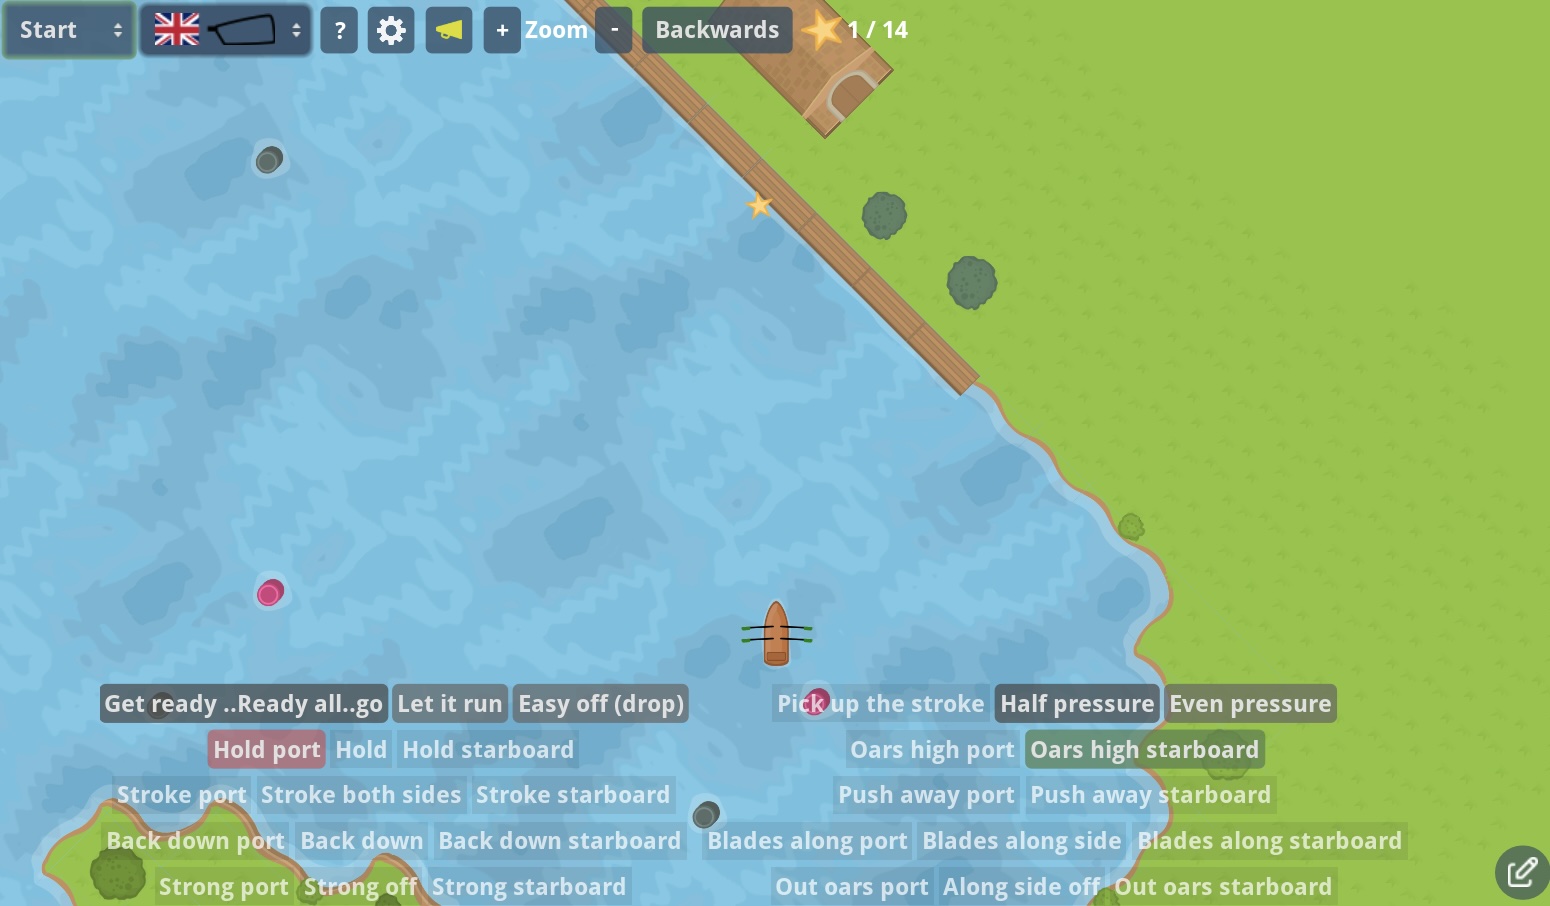 Start ? + Zoom - Backwards 1 / 14
Get ready ..Ready all..go Let it run Easy off (drop) Pick up the stroke Half pressure Even pressure
Hold port Hold Hold starboard Oars high port Oars high starboard
Stroke port Stroke both sides Stroke starboard Push away port Push away starboard
Back down port Back down Back down starboard Blades along port Blades along side Blades along starboard
Strong port Strong off Strong starboard Out oars port Along side off Out oars starboard